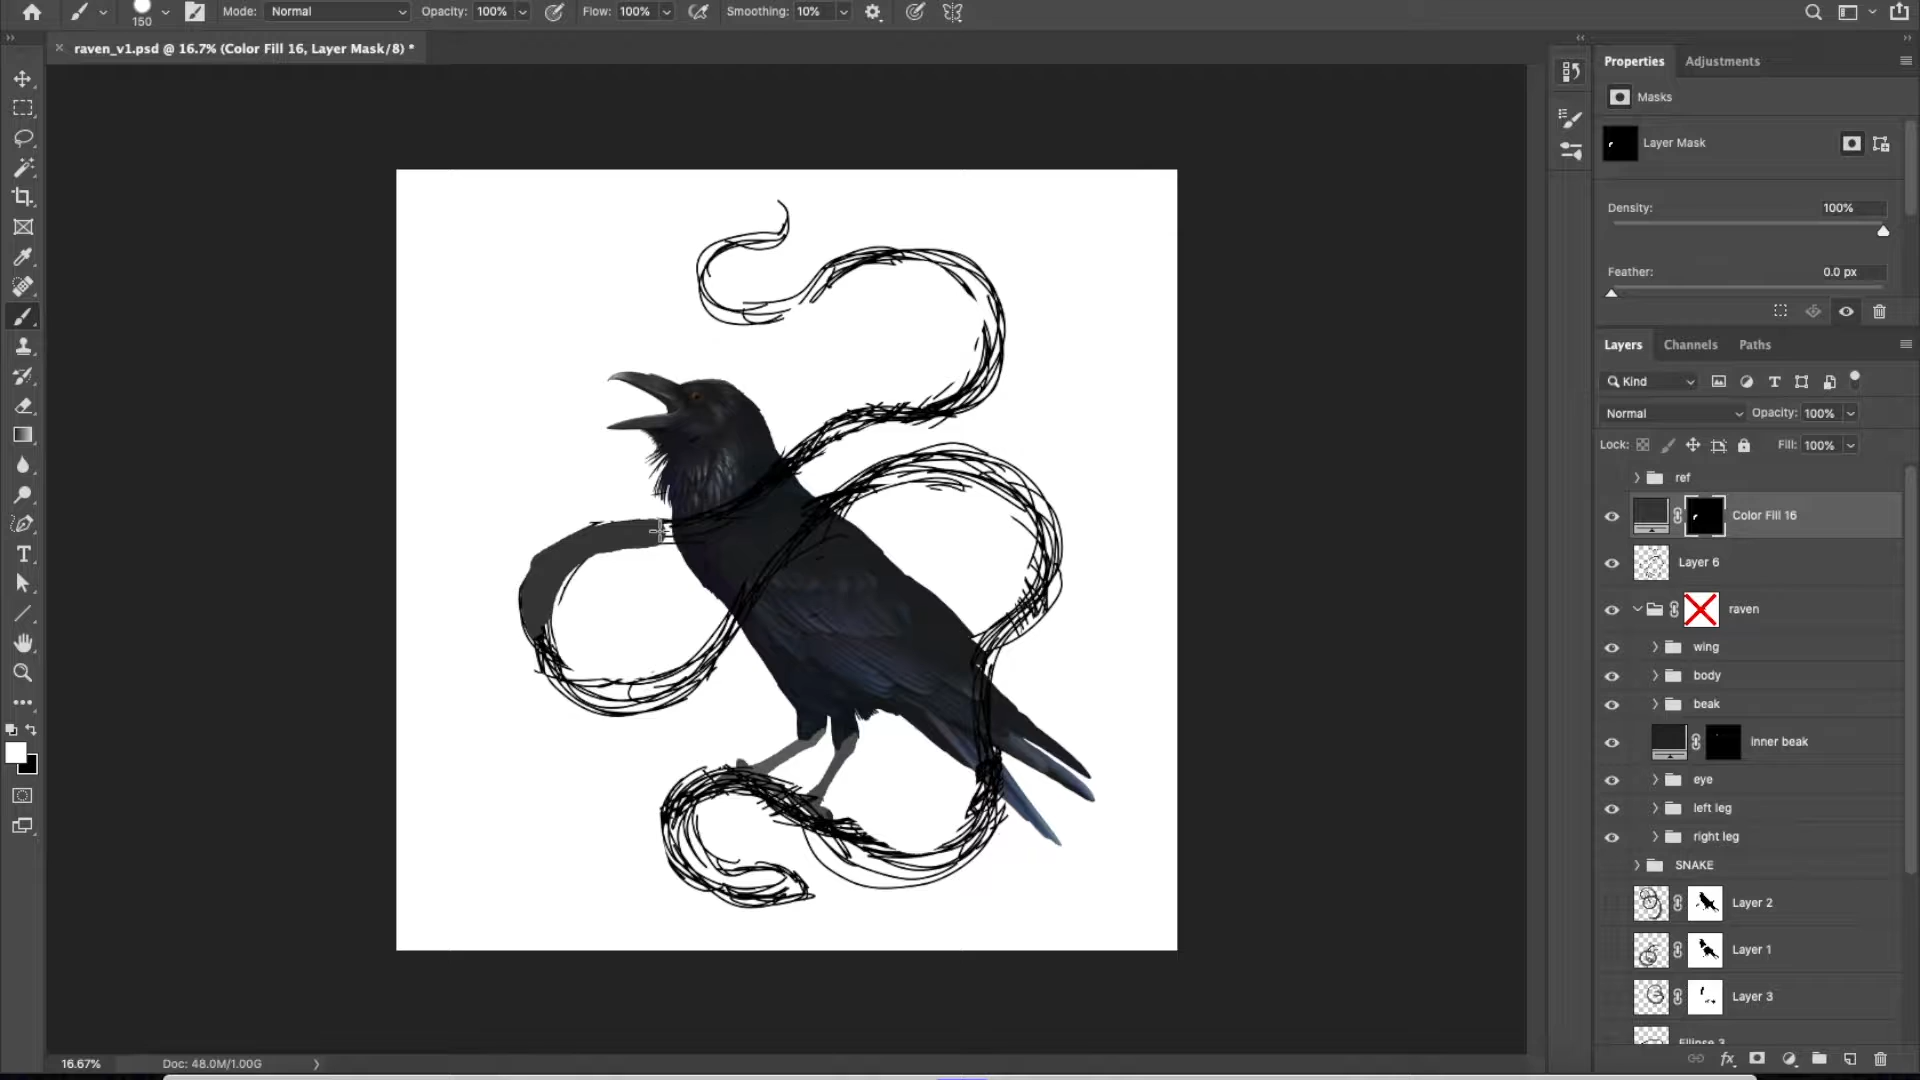 150
Mode: Normal Opacity: 100% Flow: 100% Smoothing: 10%
raven_v1.psd @ 16.7% (Color Fill 16, Layer Mask/8) *
Properties Adjustments
Masks
Layer Mask
Density: 100%
Feather: 0.0 px
Layers Channels Paths
Kind
Normal Opacity: 100%
Lock: Fill: 100%
ref
Color Fill 16
Layer 6
raven
wing
body
beak
inner beak
eye
left leg
right leg
SNAKE
Layer 2
Layer 1
Layer 3
Ellipse 3
fx
16.67% Doc: 48.0M/1.00G